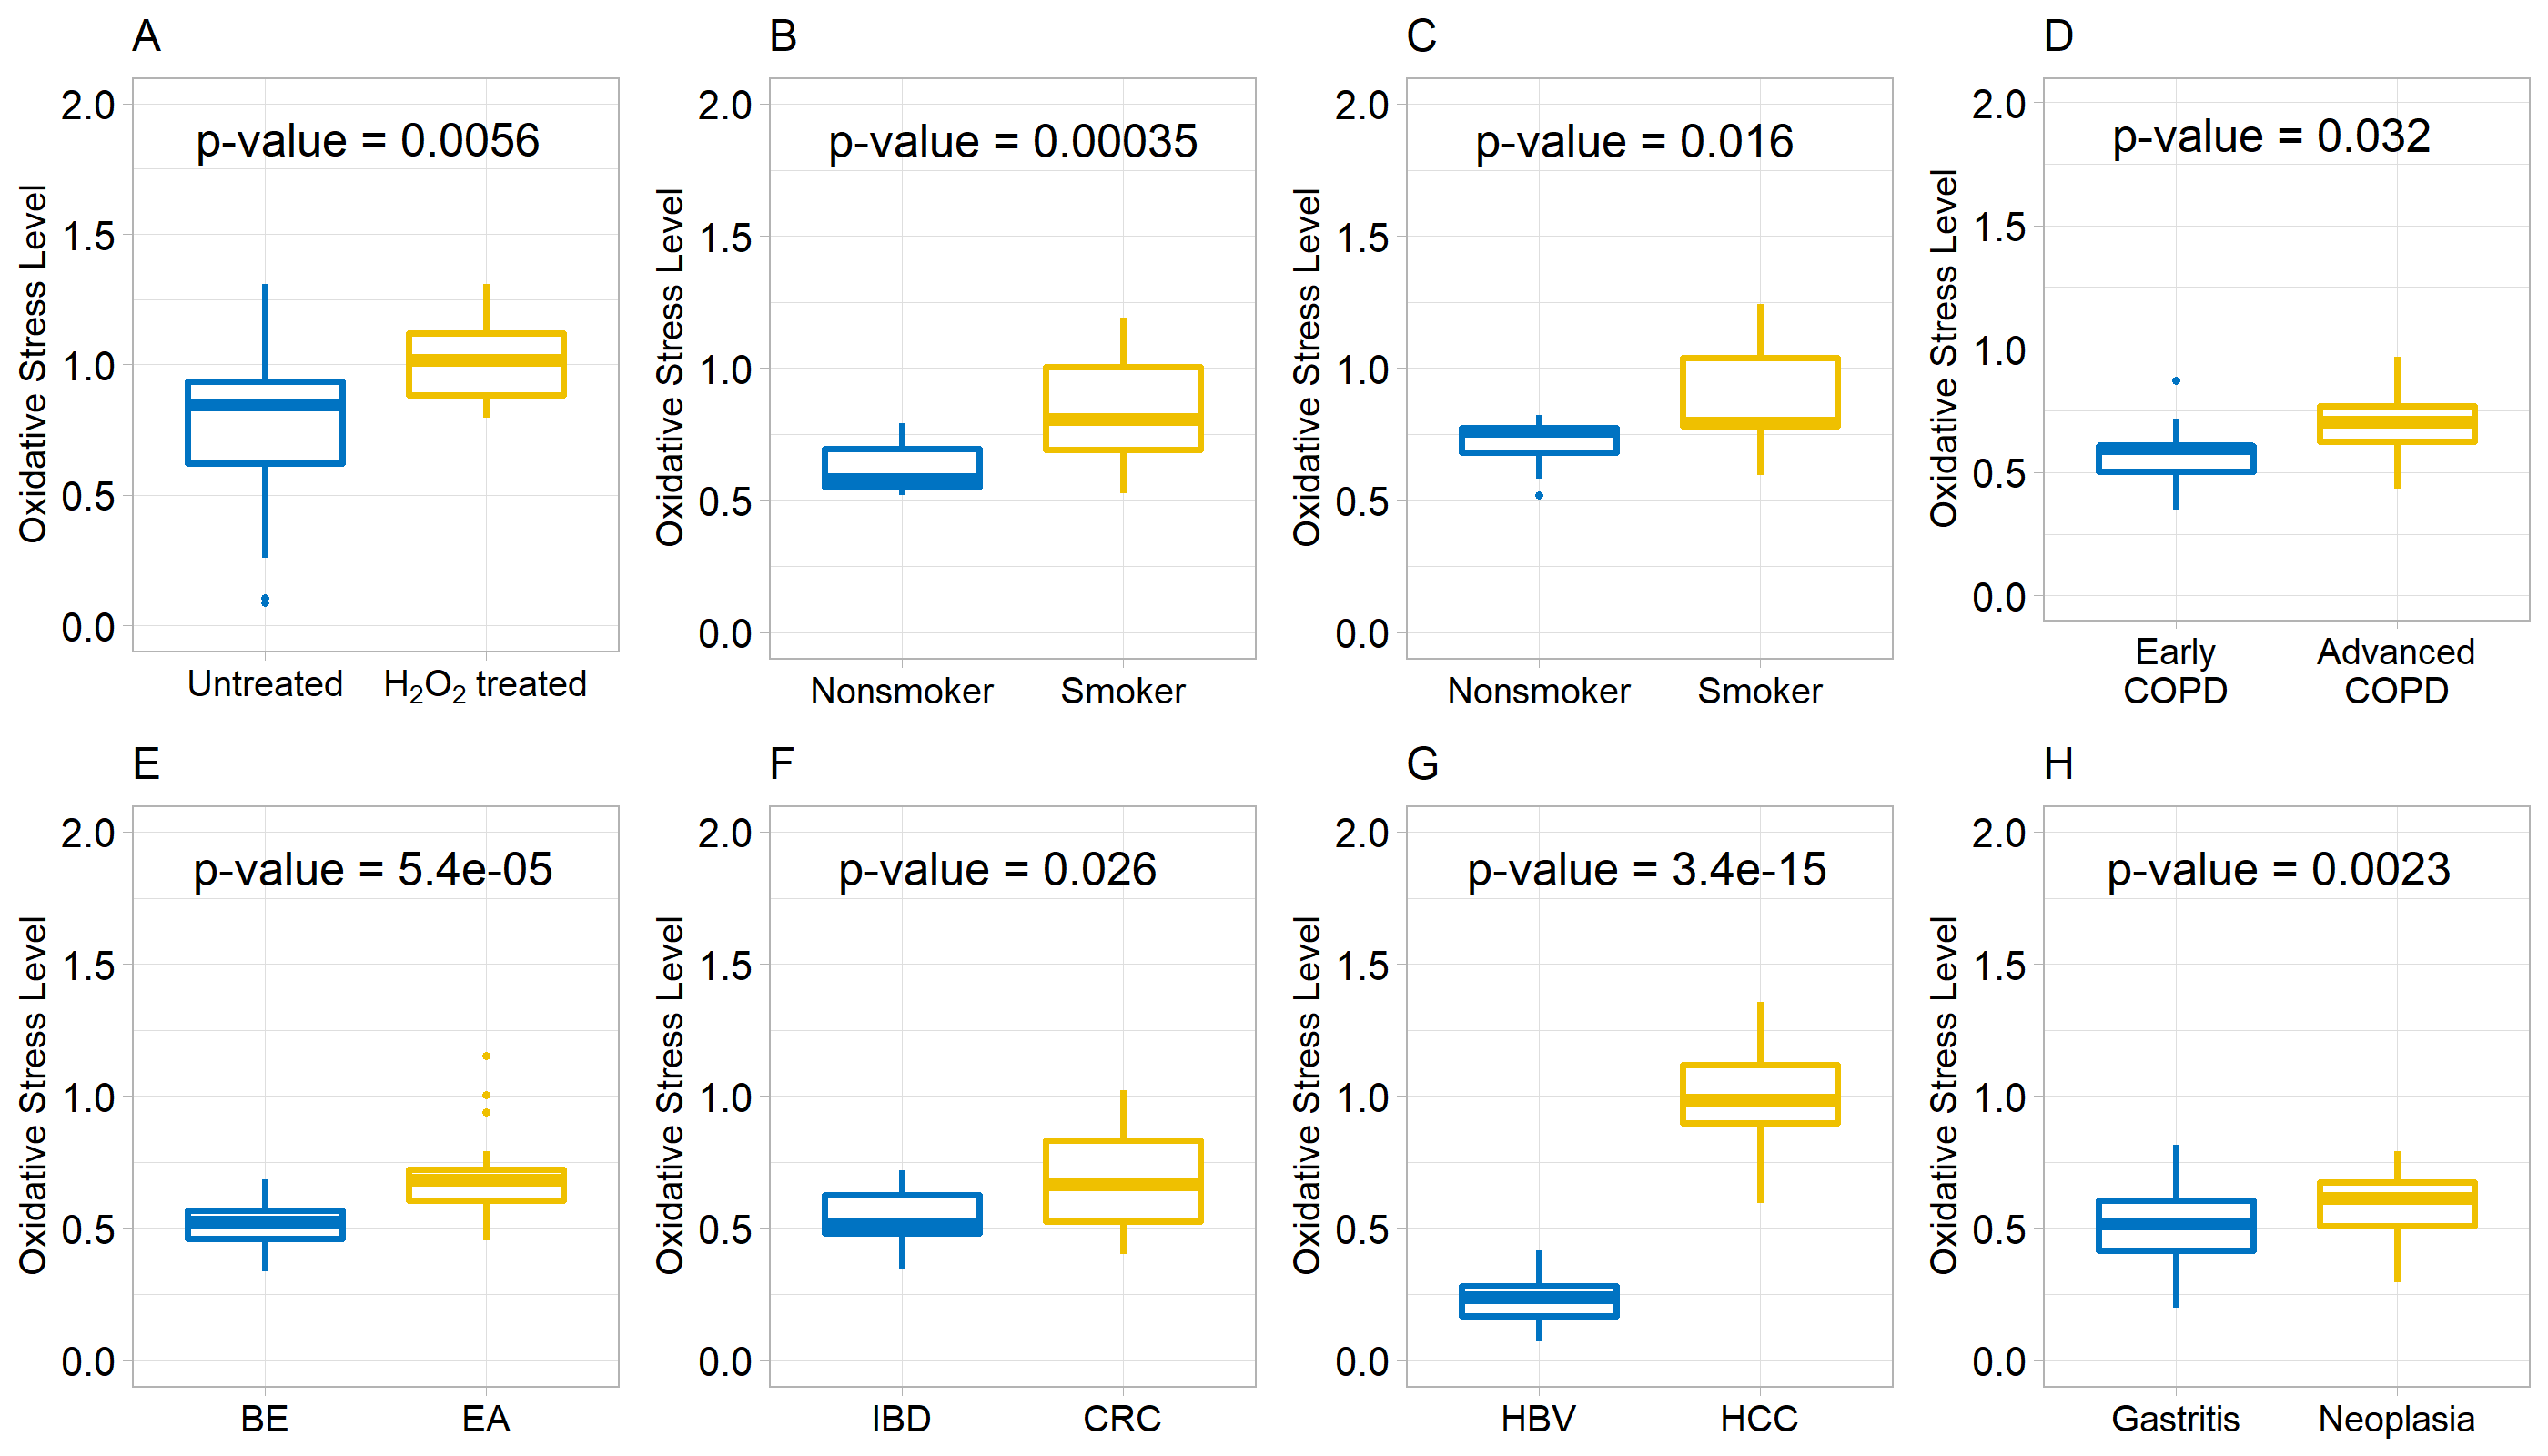 A
p-value = 0.0056
Oxidative Stress Level
2.0
1.5
1.0
0.5
0.0
Untreated
H₂O₂ treated
B
p-value = 0.00035
Oxidative Stress Level
2.0
1.5
1.0
0.5
0.0
Nonsmoker
Smoker
C
p-value = 0.016
Oxidative Stress Level
2.0
1.5
1.0
0.5
0.0
Nonsmoker
Smoker
D
p-value = 0.032
Oxidative Stress Level
2.0
1.5
1.0
0.5
0.0
Early
COPD
Advanced
COPD
E
p-value = 5.4e-05
Oxidative Stress Level
2.0
1.5
1.0
0.5
0.0
BE
EA
F
p-value = 0.026
Oxidative Stress Level
2.0
1.5
1.0
0.5
0.0
IBD
CRC
G
p-value = 3.4e-15
Oxidative Stress Level
2.0
1.5
1.0
0.5
0.0
HBV
HCC
H
p-value = 0.0023
Oxidative Stress Level
2.0
1.5
1.0
0.5
0.0
Gastritis
Neoplasia